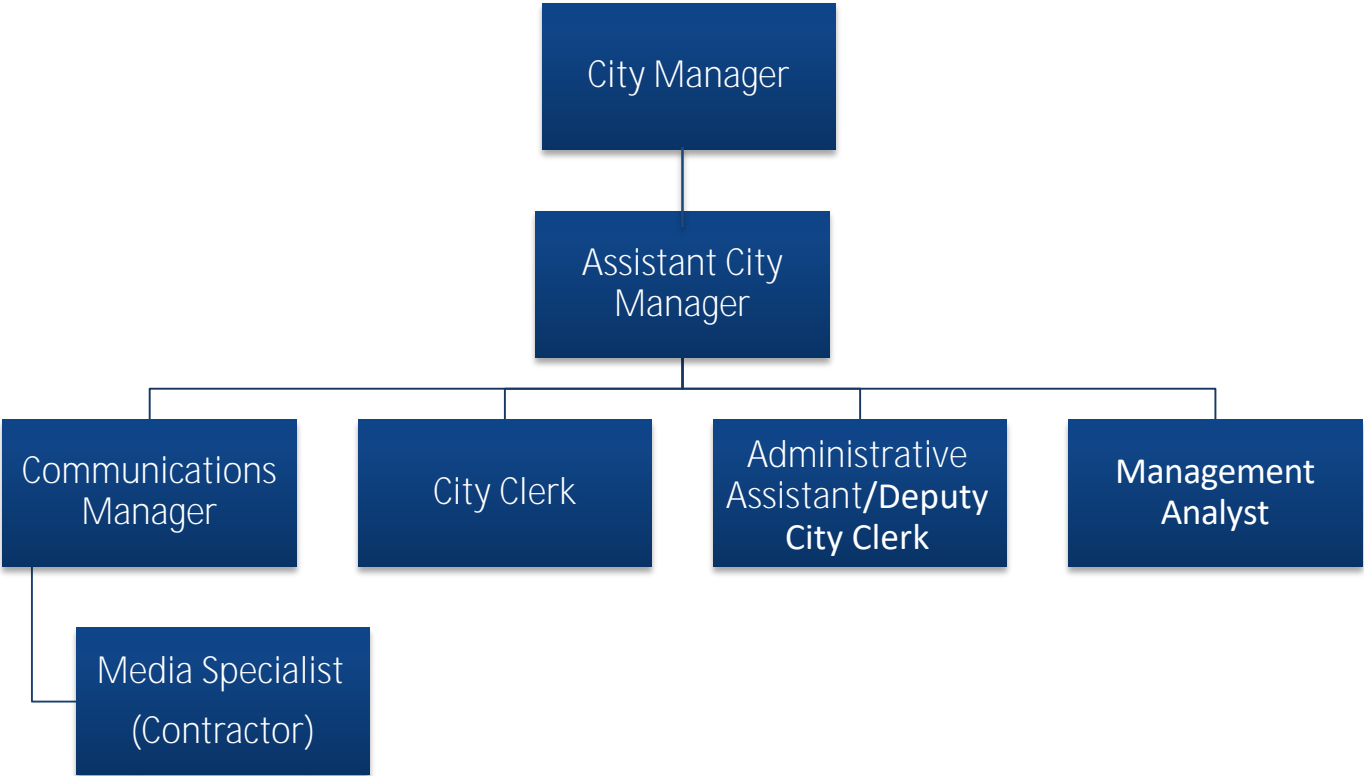 City Manager
Assistant City
Manager
Communications
Manager
City Clerk
Administrative
Assistant/Deputy
City Clerk
Management
Analyst
Media Specialist
(Contractor)